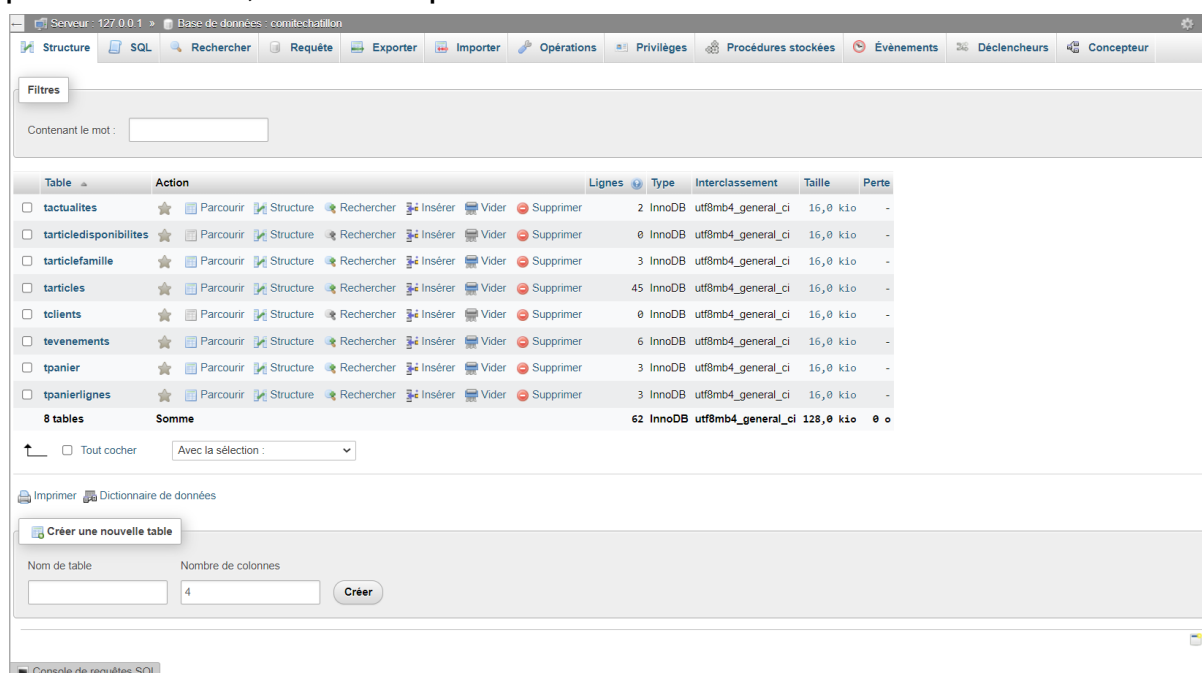 Serveur : 127.0.0.1 » Base de données : comitechatillon
Structure SQL Rechercher Requête Exporter Importer Opérations Privilèges Procédures stockées Évènements Déclencheurs Concepteur
Filtres
Contenant le mot :
Table Action Lignes Type Interclassement Taille Perte
tactualites Parcourir Structure Rechercher Insérer Vider Supprimer 2 InnoDB utf8mb4_general_ci 16,0 kio -
tarticledisponibilites Parcourir Structure Rechercher Insérer Vider Supprimer 0 InnoDB utf8mb4_general_ci 16,0 kio -
tarticlefamille Parcourir Structure Rechercher Insérer Vider Supprimer 3 InnoDB utf8mb4_general_ci 16,0 kio -
tarticles Parcourir Structure Rechercher Insérer Vider Supprimer 45 InnoDB utf8mb4_general_ci 16,0 kio -
tclients Parcourir Structure Rechercher Insérer Vider Supprimer 0 InnoDB utf8mb4_general_ci 16,0 kio -
tevenements Parcourir Structure Rechercher Insérer Vider Supprimer 6 InnoDB utf8mb4_general_ci 16,0 kio -
tpanier Parcourir Structure Rechercher Insérer Vider Supprimer 3 InnoDB utf8mb4_general_ci 16,0 kio -
tpanierlignes Parcourir Structure Rechercher Insérer Vider Supprimer 3 InnoDB utf8mb4_general_ci 16,0 kio -
8 tables Somme 62 InnoDB utf8mb4_general_ci 128,0 kio 0 o
Tout cocher Avec la sélection :
Imprimer Dictionnaire de données
Créer une nouvelle table
Nom de table Nombre de colonnes
4 Créer
Console de requêtes SQL